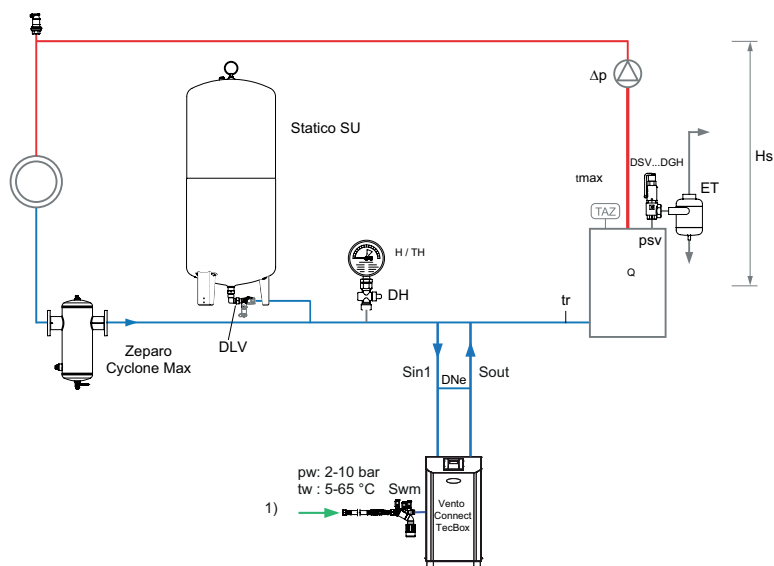 Δp
Statico SU
Hs
DSV...DGH
tmax
ET
TAZ
psv
H / TH
Q
DH
tr
DLV
Zeparo
Cyclone Max
Sin1
Sout
DNe
pw: 2-10 bar
tw : 5-65 °C
Swm
1)
Vento
Connect
TecBox